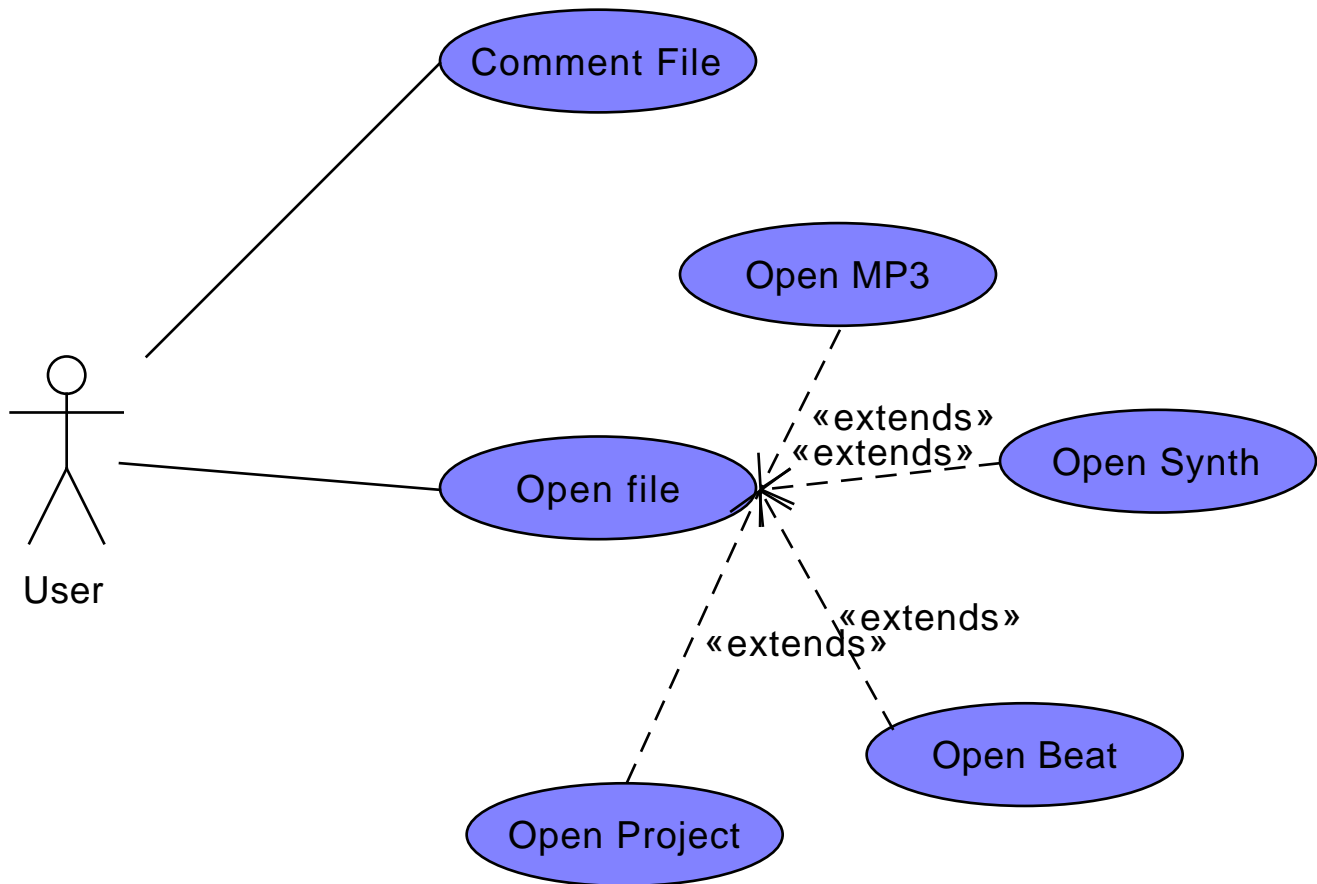 Comment File
Open MP3
«extends»
«extends»
Open Synth
Open file
User
«extends»
«extends»
Open Beat
Open Project